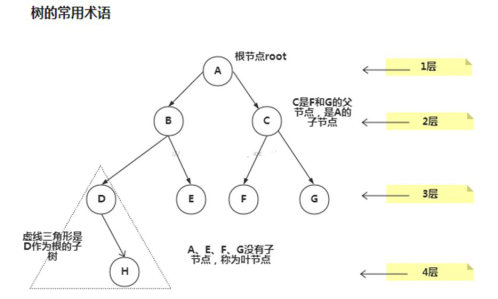 树的常用术语
根节点root
A
1层
C是F和G的父
节点，是A的
子节点
B
C
2层
D
E
F
G
3层
虚线三角形是
D作为根的子
树
A、E、F、G没有子
节点，称为叶节点
H
4层